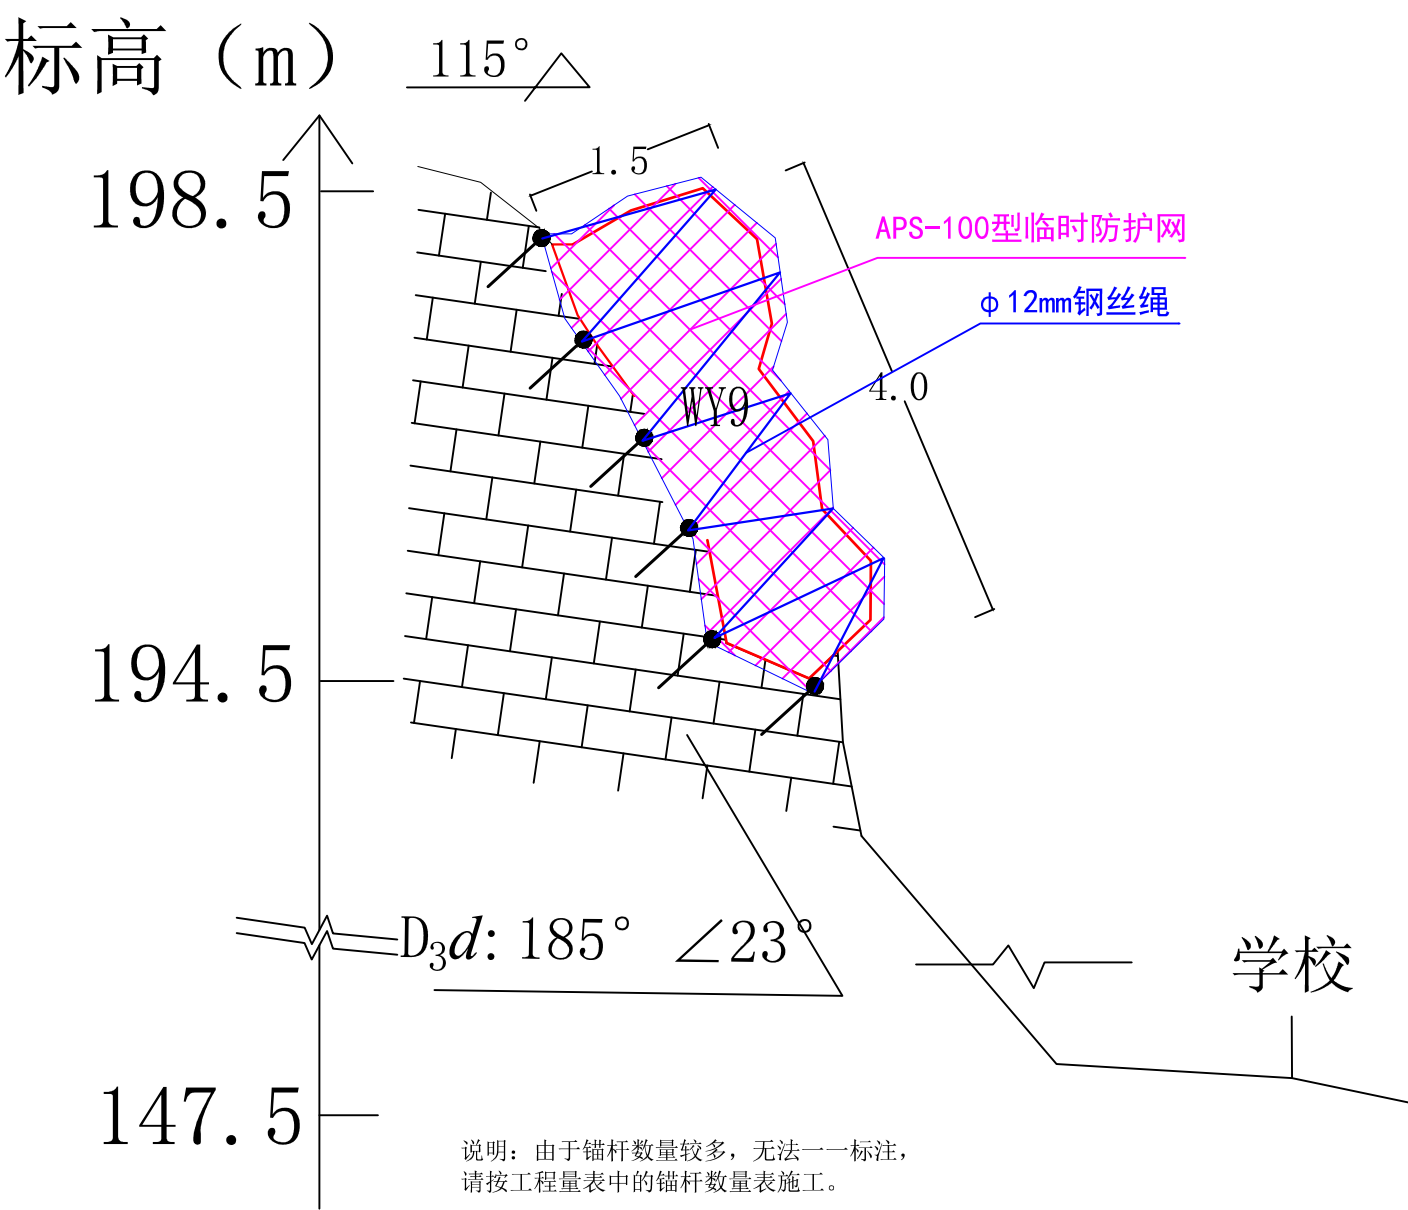 标高（m）
115°
198.5
1.5
APS-100型临时防护网
φ12mm钢丝绳
4.0
WY9
194.5
D₃d: 185° ∠23°
学校
147.5
说明：由于锚杆数量较多，无法一一标注，
请按工程量表中的锚杆数量表施工。